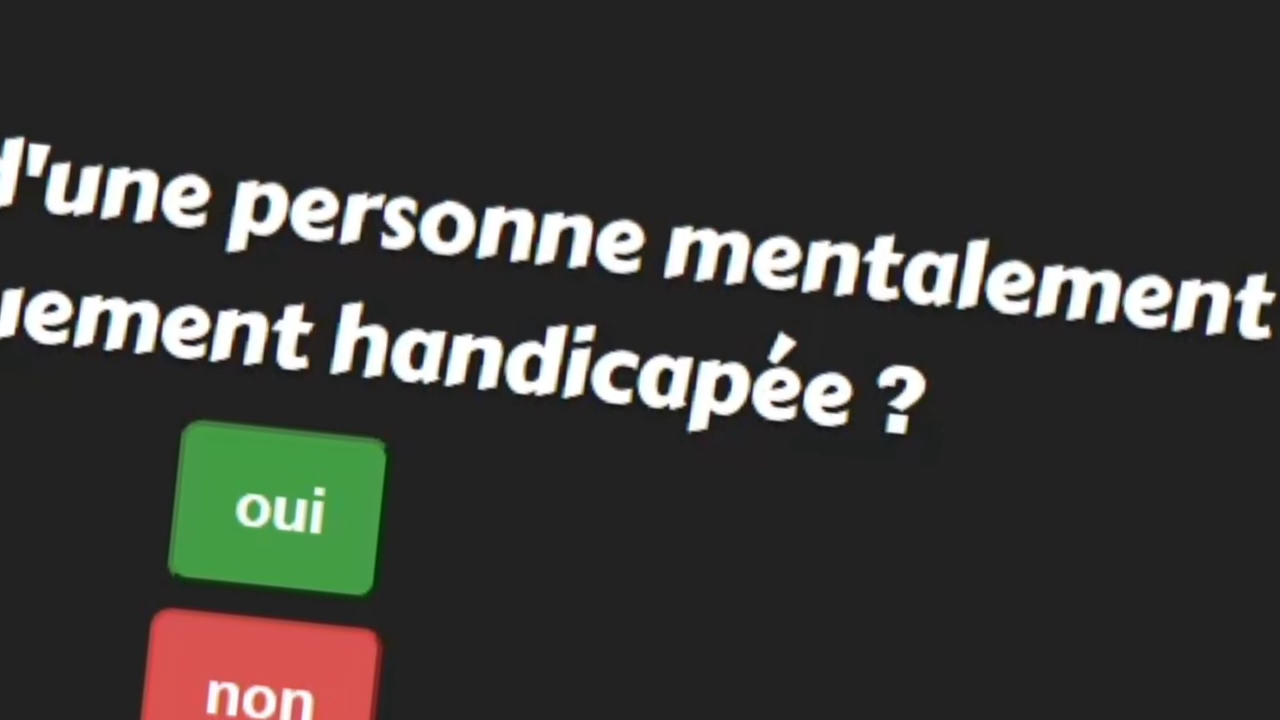 d'une personne mentalement
uement handicapée ?
oui
non